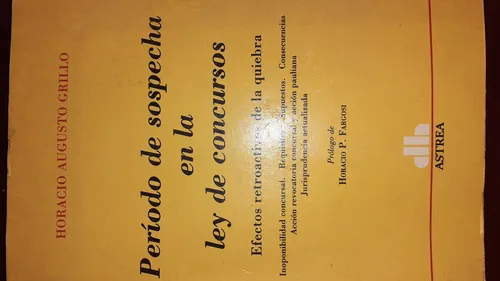 HORACIO AUGUSTO GRILLO
Período de sospecha
en la
ley de concursos
Efectos retroactivos de la quiebra
Inoponibilidad concursal. Requisitos. Supuestos. Consecuencias
Acción revocatoria concursal y acción pauliana
Jurisprudencia actualizada
Prólogo de
HORACIO P. FARGOSI
ASTREA